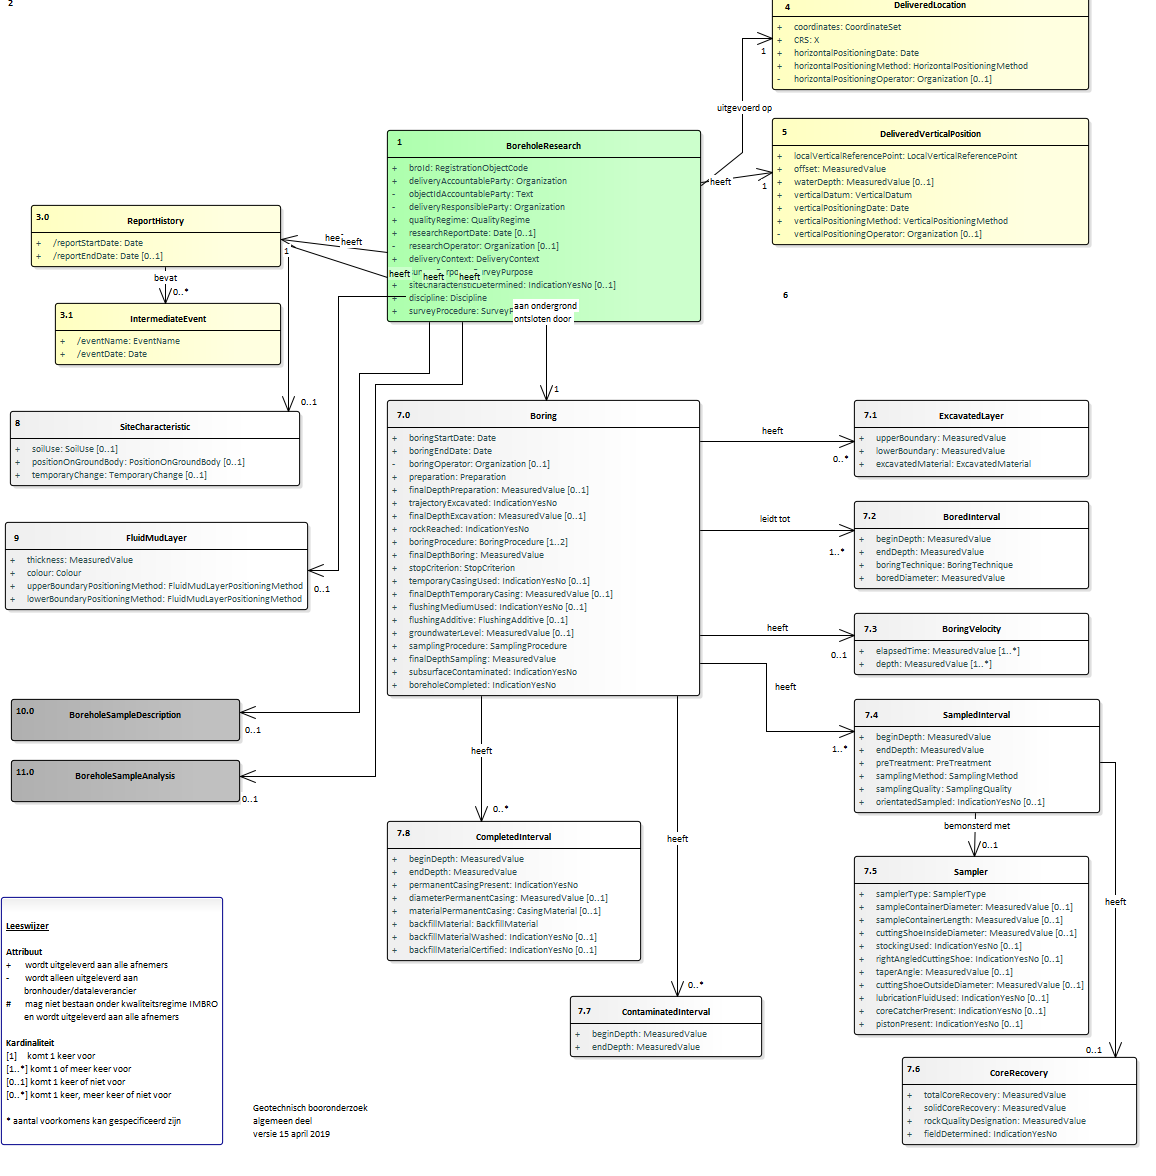 2
4
DeliveredLocation
+ coordinates: CoordinateSet
+ CRS: X
+ horizontalPositioningDate: Date
+ horizontalPositioningMethod: HorizontalPositioningMethod
- horizontalPositioningOperator: Organization [0..1]
1
uitgevoerd op
5
DeliveredVerticalPosition
+ localVerticalReferencePoint: LocalVerticalReferencePoint
+ offset: MeasuredValue
+ waterDepth: MeasuredValue [0..1]
+ verticalDatum: VerticalDatum
+ verticalPositioningDate: Date
+ verticalPositioningMethod: VerticalPositioningMethod
- verticalPositioningOperator: Organization [0..1]
heeft
1
1
BoreholeResearch
+ broId: RegistrationObjectCode
+ deliveryAccountableParty: Organization
- objectIdAccountableParty: Text
- deliveryResponsibleParty: Organization
+ qualityRegime: QualityRegime
+ researchReportDate: Date [0..1]
- researchOperator: Organization [0..1]
+ deliveryContext: DeliveryContext
+ siteCharacteristicDetermined: IndicationYesNo [0..1]
+ discipline: Discipline
+ surveyProcedure:
heeft
heeft
heeft
heeft
aan ondergrond
ontsloten door
1
3.0
ReportHistory
+ /reportStartDate: Date
+ /reportEndDate: Date [0..1]
1
bevat
0..*
3.1
IntermediateEvent
+ /eventName: EventName
+ /eventDate: Date
6
0..1
8
SiteCharacteristic
+ soilUse: SoilUse [0..1]
+ positionOnGroundBody: PositionOnGroundBody [0..1]
+ temporaryChange: TemporaryChange [0..1]
9
FluidMudLayer
+ thickness: MeasuredValue
+ colour: Colour
+ upperBoundaryPositioningMethod: FluidMudLayerPositioningMethod
+ lowerBoundaryPositioningMethod: FluidMudLayerPositioningMethod
0..1
10.0
BoreholeSampleDescription
0..1
11.0
BoreholeSampleAnalysis
0..1
7.0
Boring
+ boringStartDate: Date
+ boringEndDate: Date
- boringOperator: Organization [0..1]
+ preparation: Preparation
+ finalDepthPreparation: MeasuredValue [0..1]
+ trajectoryExcavated: IndicationYesNo
+ finalDepthExcavation: MeasuredValue [0..1]
+ rockReached: IndicationYesNo
+ boringProcedure: BoringProcedure [1..2]
+ finalDepthBoring: MeasuredValue
+ stopCriterion: StopCriterion
+ temporaryCasingUsed: IndicationYesNo [0..1]
+ finalDepthTemporaryCasing: MeasuredValue [0..1]
+ flushingMediumUsed: IndicationYesNo [0..1]
+ flushingAdditive: FlushingAdditive [0..1]
+ groundwaterLevel: MeasuredValue [0..1]
+ samplingProcedure: SamplingProcedure
+ finalDepthSampling: MeasuredValue
+ subsurfaceContaminated: IndicationYesNo
+ boreholeCompleted: IndicationYesNo
heeft
0..*
7.1
ExcavatedLayer
+ upperBoundary: MeasuredValue
+ lowerBoundary: MeasuredValue
+ excavatedMaterial: ExcavatedMaterial
leidt tot
1..*
7.2
BoredInterval
+ beginDepth: MeasuredValue
+ endDepth: MeasuredValue
+ boringTechnique: BoringTechnique
+ boredDiameter: MeasuredValue
heeft
0..1
7.3
BoringVelocity
+ elapsedTime: MeasuredValue [1..*]
+ depth: MeasuredValue [1..*]
heeft
1..*
7.4
SampledInterval
+ beginDepth: MeasuredValue
+ endDepth: MeasuredValue
+ preTreatment: PreTreatment
+ samplingMethod: SamplingMethod
+ samplingQuality: SamplingQuality
+ orientatedSampled: IndicationYesNo [0..1]
bemonsterd met
0..1
7.5
Sampler
+ samplerType: SamplerType
+ sampleContainerDiameter: MeasuredValue [0..1]
+ sampleContainerLength: MeasuredValue [0..1]
+ cuttingShoeInsideDiameter: MeasuredValue [0..1]
+ stockingUsed: IndicationYesNo [0..1]
+ rightAngledCuttingShoe: IndicationYesNo [0..1]
+ taperAngle: MeasuredValue [0..1]
+ cuttingShoeOutsideDiameter: MeasuredValue [0..1]
+ lubricationFluidUsed: IndicationYesNo [0..1]
+ coreCatcherPresent: IndicationYesNo [0..1]
+ pistonPresent: IndicationYesNo [0..1]
heeft
0..1
7.6
CoreRecovery
+ totalCoreRecovery: MeasuredValue
+ solidCoreRecovery: MeasuredValue
+ rockQualityDesignation: MeasuredValue
+ fieldDetermined: IndicationYesNo
heeft
0..*
7.8
CompletedInterval
+ beginDepth: MeasuredValue
+ endDepth: MeasuredValue
+ permanentCasingPresent: IndicationYesNo
+ diameterPermanentCasing: MeasuredValue [0..1]
+ materialPermanentCasing: CasingMaterial [0..1]
+ backfillMaterial: BackfillMaterial
+ backfillMaterialWashed: IndicationYesNo [0..1]
+ backfillMaterialCertified: IndicationYesNo [0..1]
heeft
0..*
7.7
ContaminatedInterval
+ beginDepth: MeasuredValue
+ endDepth: MeasuredValue
Leeswijzer
Attribuut
+ wordt uitgeleverd aan alle afnemers
- wordt alleen uitgeleverd aan
bronhouder/dataleverancier
# mag niet bestaan onder kwaliteitsregime IMBRO
en wordt uitgeleverd aan alle afnemers
Kardinaliteit
[1] komt 1 keer voor
[1..*] komt 1 of meer keer voor
[0..1] komt 1 keer of niet voor
[0..*] komt 1 keer, meer keer of niet voor
* aantal voorkomens kan gespecificeerd zijn
Geotechnisch booronderzoek
algemeen deel
versie 15 april 2019